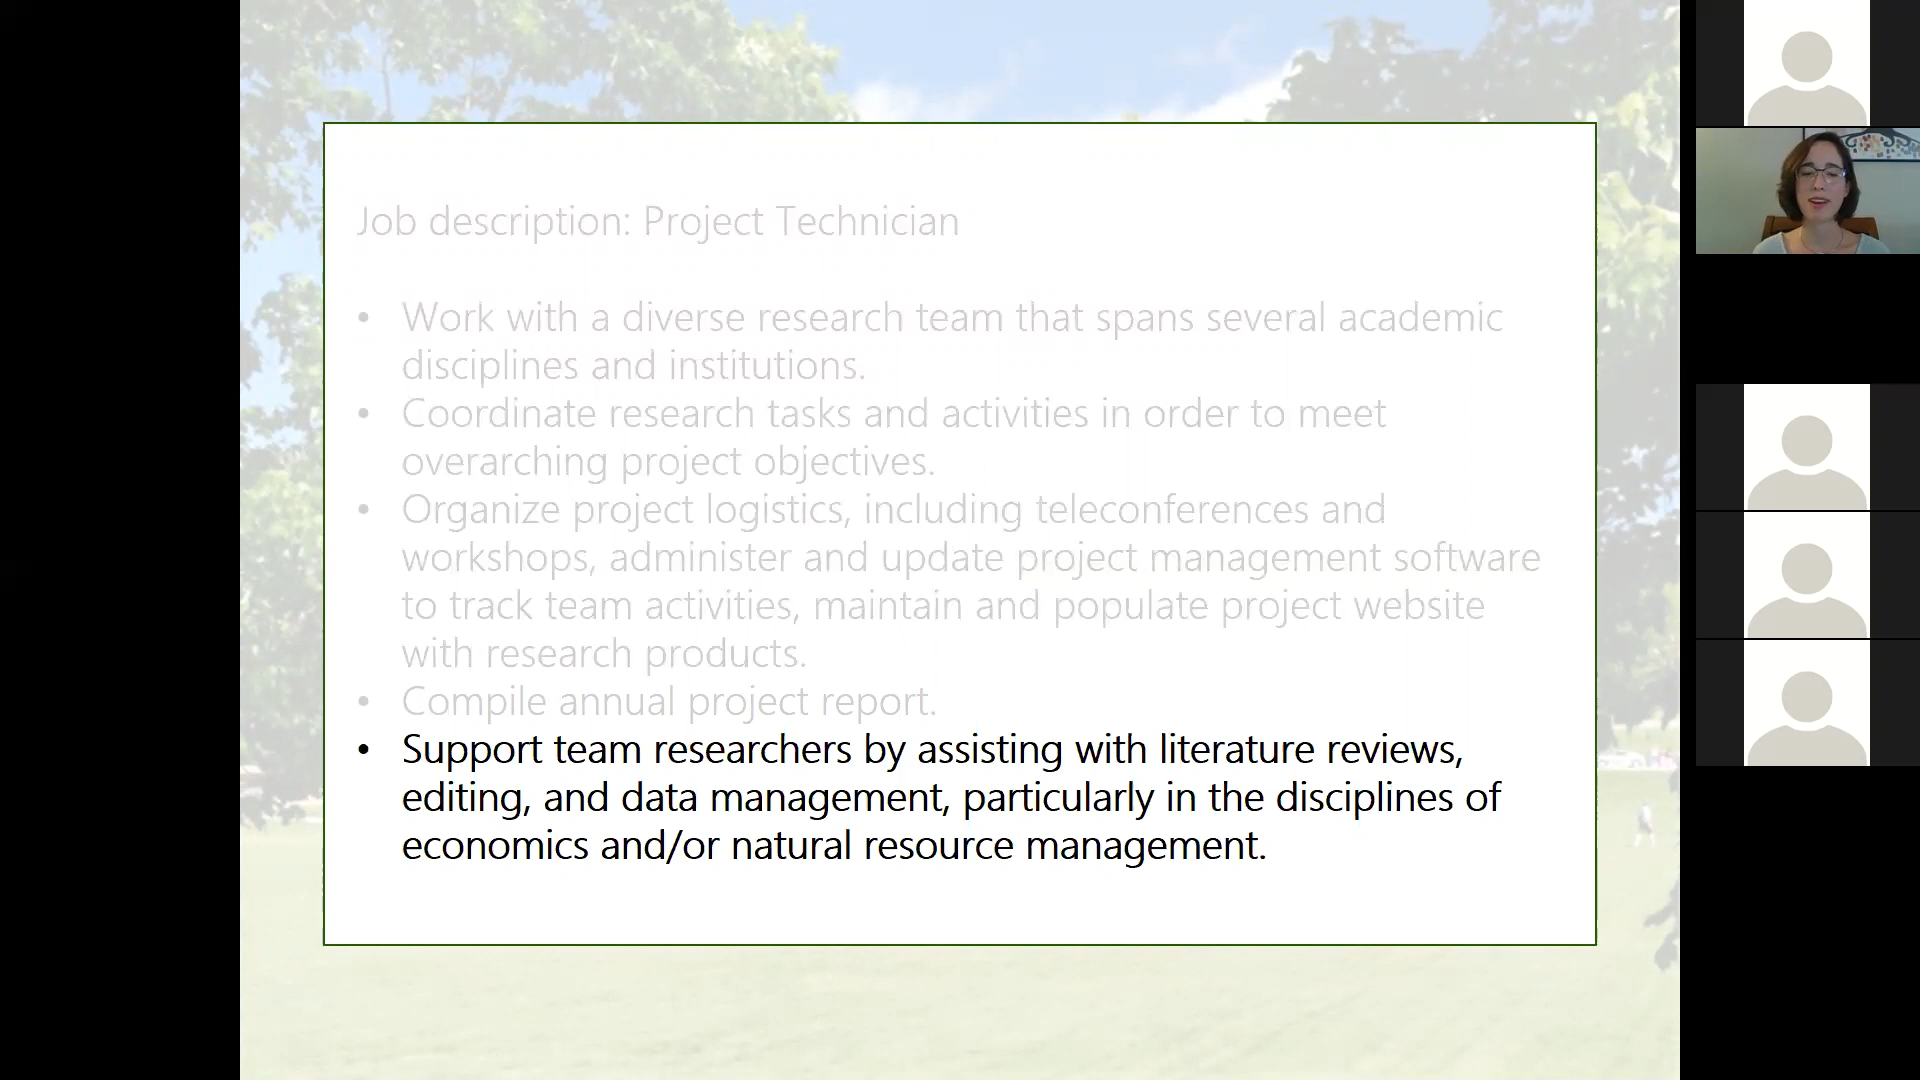 Job description: Project Technician
• Work with a diverse research team that spans several academic
disciplines and institutions.
• Coordinate research tasks and activities in order to meet
overarching project objectives.
• Organize project logistics, including teleconferences and
workshops, administer and update project management software
to track team activities, maintain and populate project website
with research products.
• Compile annual project report.
• Support team researchers by assisting with literature reviews,
editing, and data management, particularly in the disciplines of
economics and/or natural resource management.